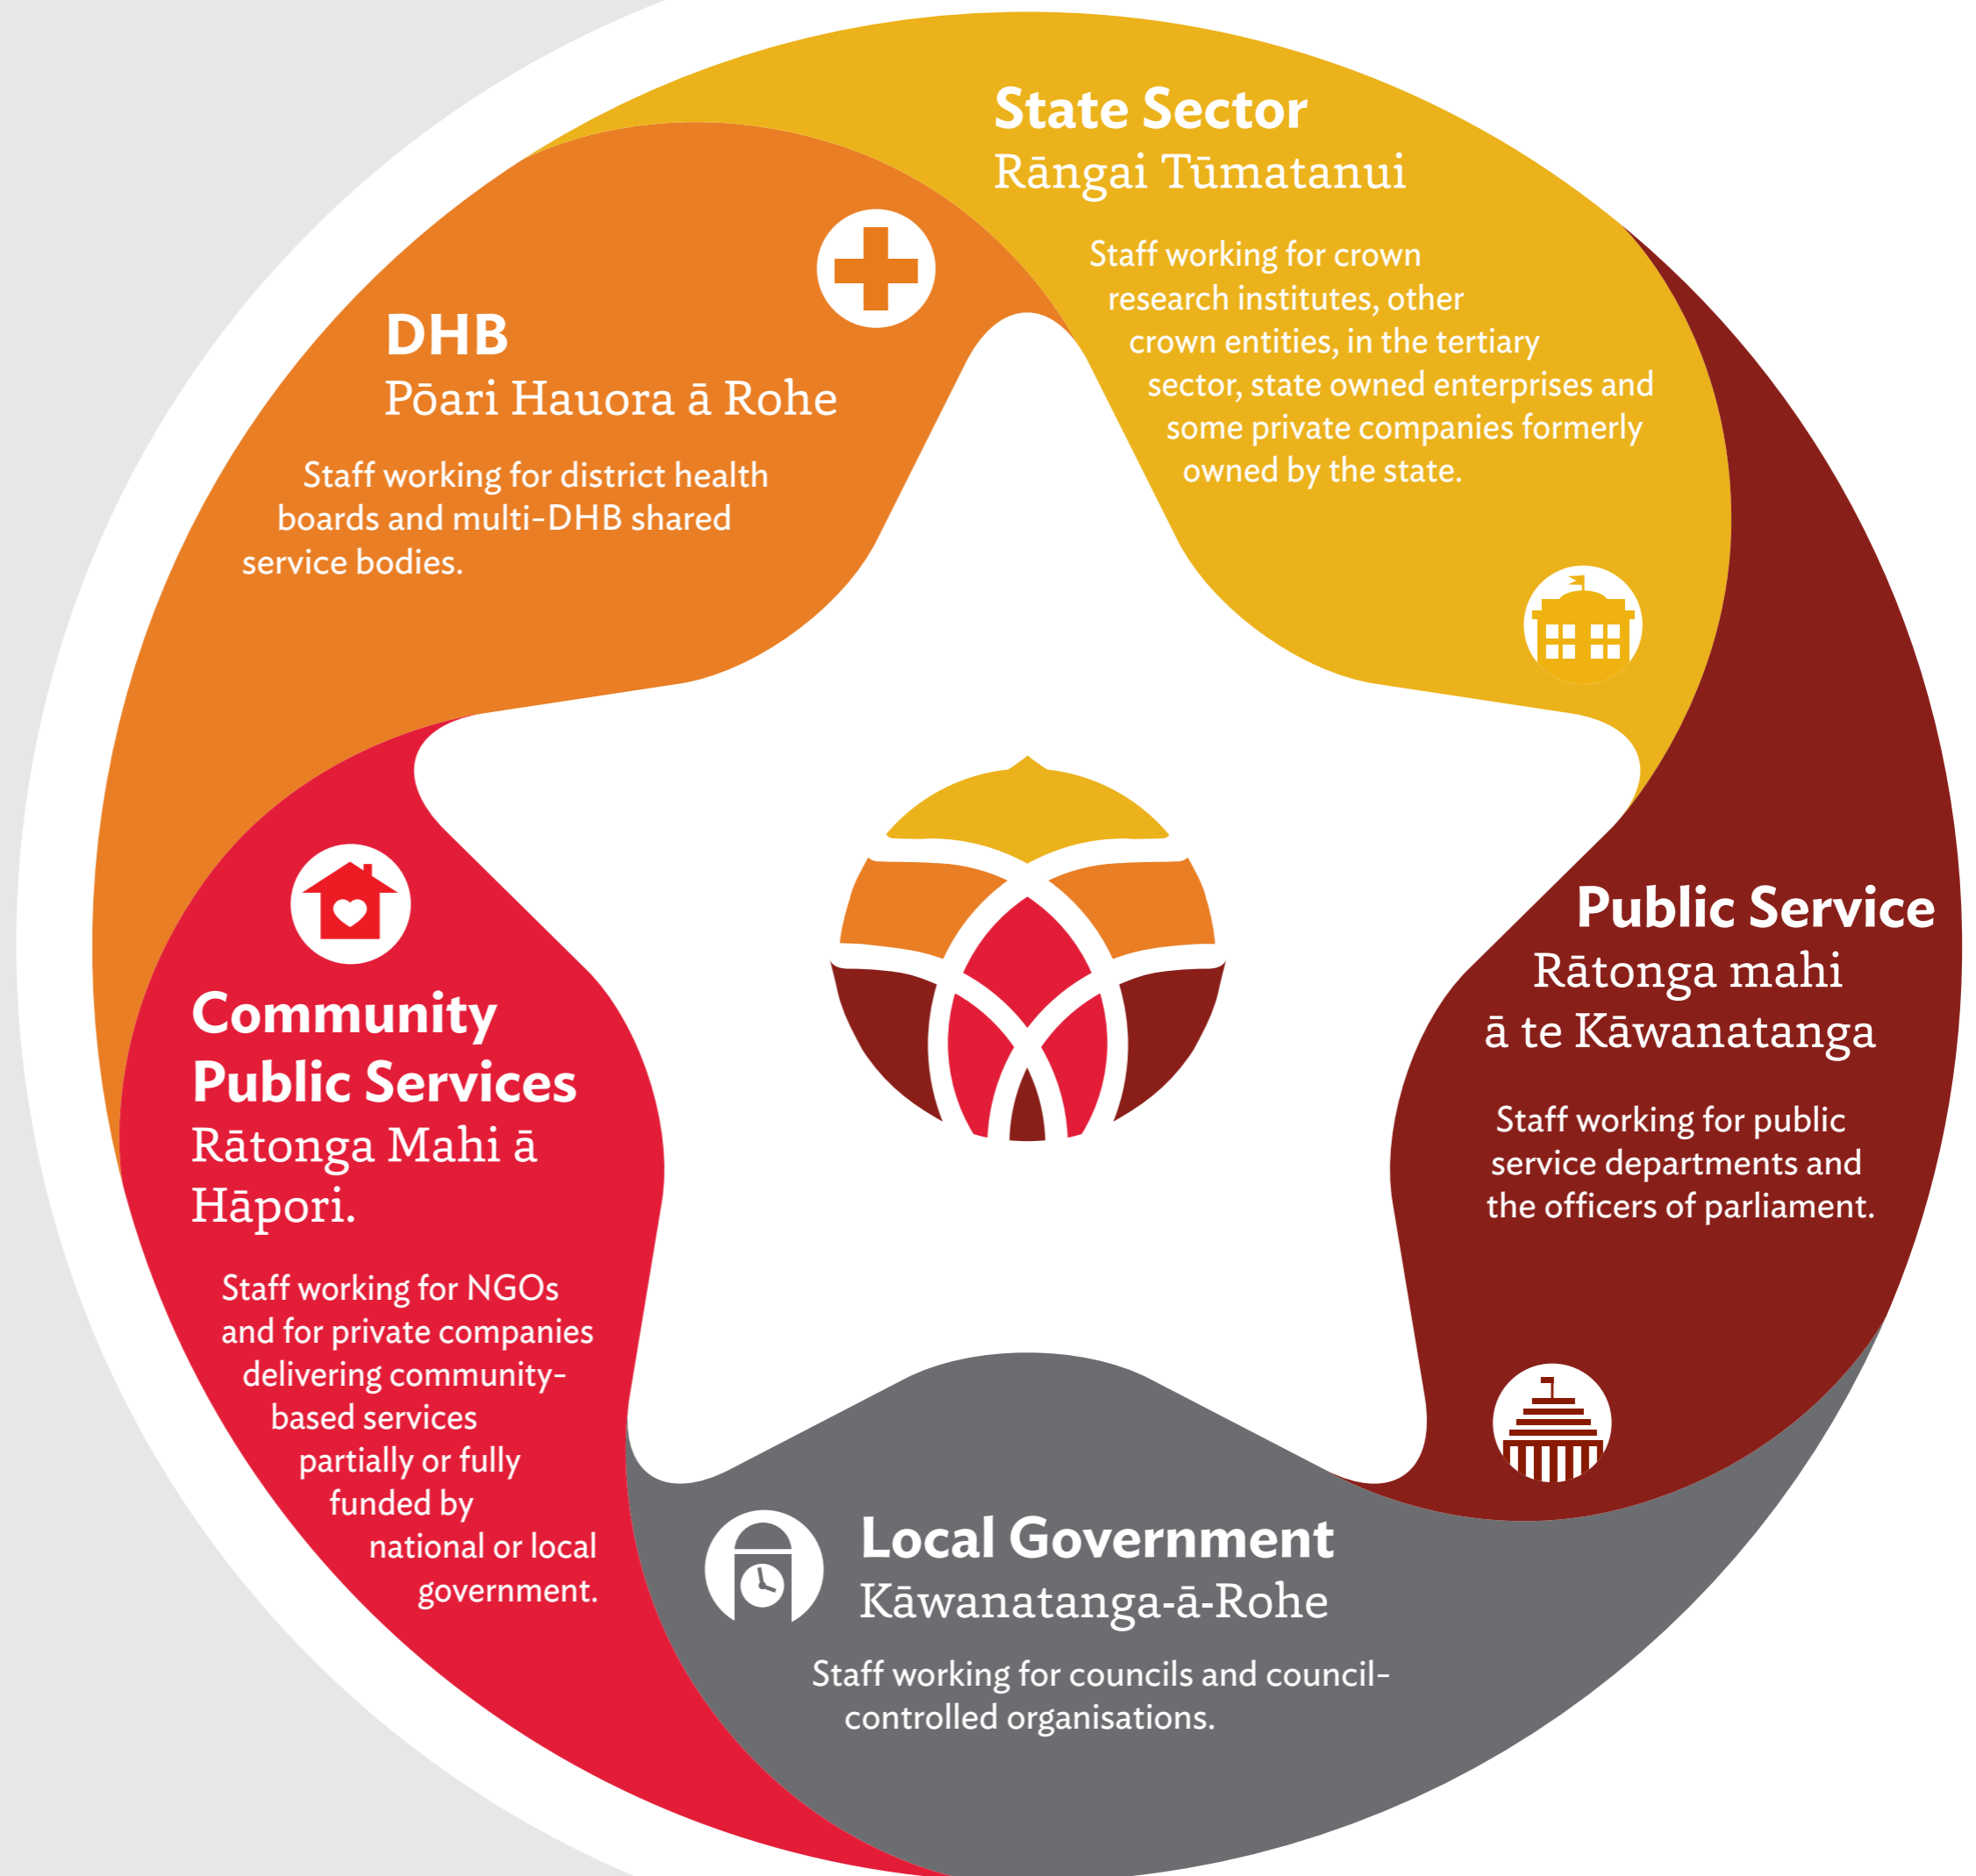 State Sector
Rāngai Tūmatanui
Staff working for crown
research institutes, other
crown entities, in the tertiary
sector, state owned enterprises and
some private companies formerly
owned by the state.
DHB
Pōari Hauora ā Rohe
Staff working for district health
boards and multi-DHB shared
service bodies.
Public Service
Rātonga mahi
ā te Kāwanatanga
Staff working for public
service departments and
the officers of parliament.
Community
Public Services
Rātonga Mahi ā
Hāpori.
Staff working for NGOs
and for private companies
delivering community-
based services
partially or fully
funded by
national or local
government.
Local Government
Kāwanatanga-ā-Rohe
Staff working for councils and council-
controlled organisations.